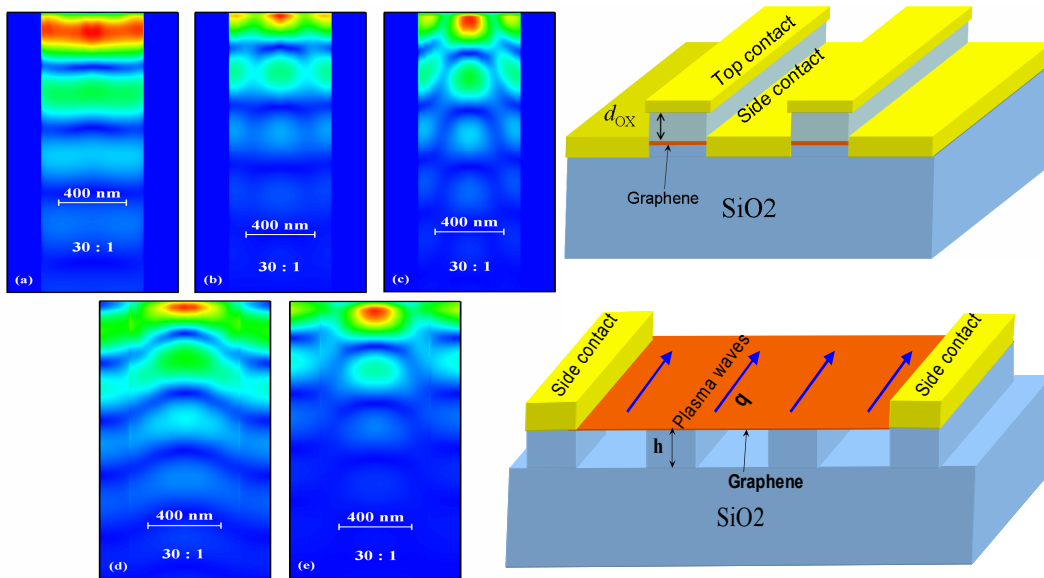 400 nm
30 : 1
(a)
400 nm
30 : 1
(b)
400 nm
30 : 1
(c)
Top contact
Side contact
dOX
Graphene
SiO2
400 nm
30 : 1
(d)
400 nm
30 : 1
(e)
Side contact
Plasma waves
q
Side contact
h
Graphene
SiO2